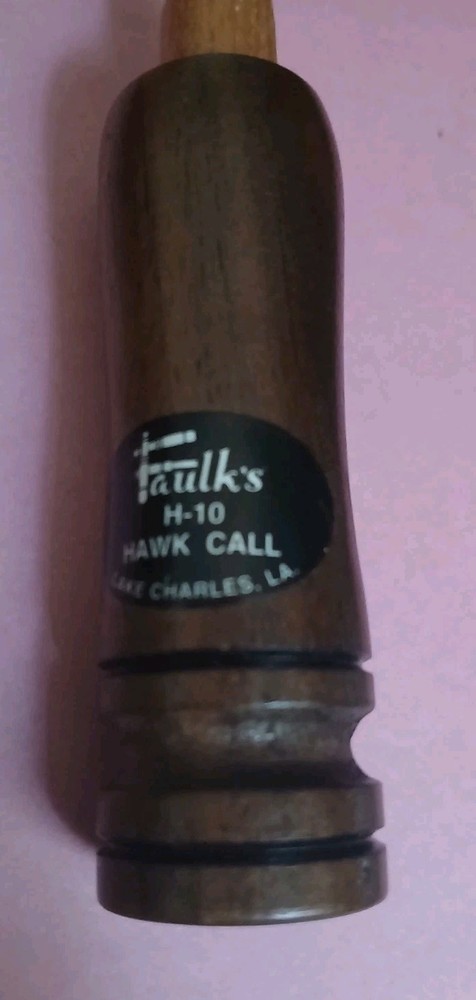 Faulk's
H-10
HAWK CALL
LAKE CHARLES, LA.